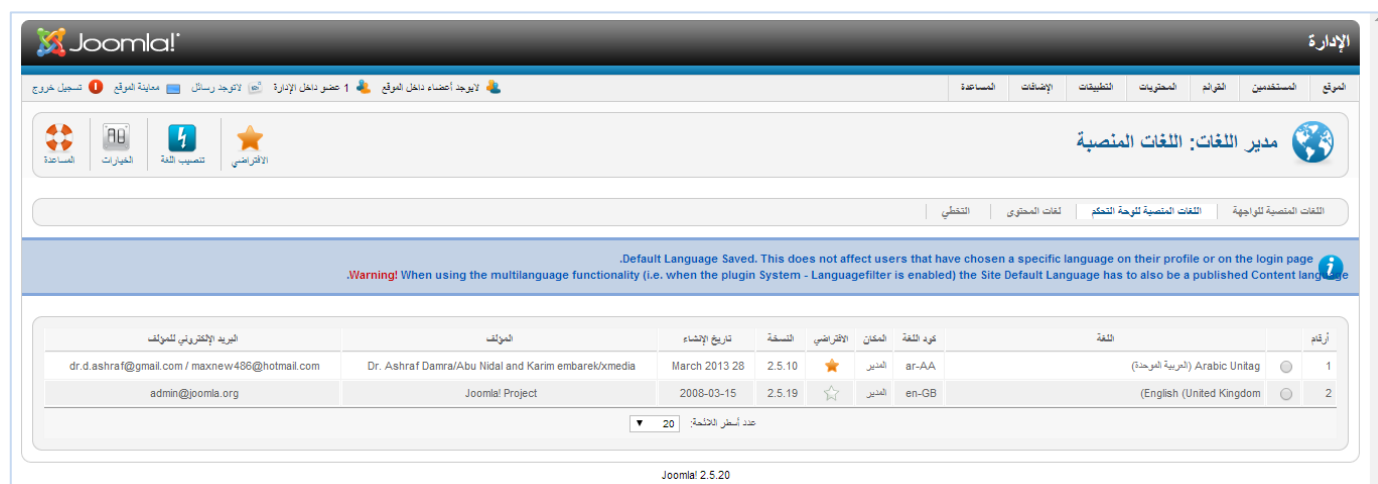 Joomla!
الإدارة
الموقع المستخدمين القوائم المحتويات التطبيقات الإضافات المساعدة
لايوجد أعضاء داخل الموقع 1 عضو داخل الإدارة لاتوجد رسائل معاينة الموقع تسجيل خروج
مدير اللغات: اللغات المنصبة
الافتراضي تنصيب اللغة الخيارات المساعدة
اللغات المنصبة للواجهة اللغات المنصبة للوحة التحكم لغات المحتوى التخطي
.Default Language Saved. This does not affect users that have chosen a specific language on their profile or on the login page
.Warning! When using the multilanguage functionality (i.e. when the plugin System - Languagefilter is enabled) the Site Default Language has to also be a published Content language
أرقام اللغة كود اللغة المكان الافتراضي النسخة تاريخ الإنشاء المؤلف البريد الإلكتروني للمؤلف
1 Arabic Unitag (العربية الموحدة) ar-AA المدير 2.5.10 March 2013 28 Dr. Ashraf Damra/Abu Nidal and Karim embarek/xmedia dr.d.ashraf@gmail.com / maxnew486@hotmail.com
2 (English (United Kingdom en-GB المدير 2.5.19 2008-03-15 Joomla! Project admin@joomla.org
عدد أسطر اللائحة: 20
Joomla! 2.5.20